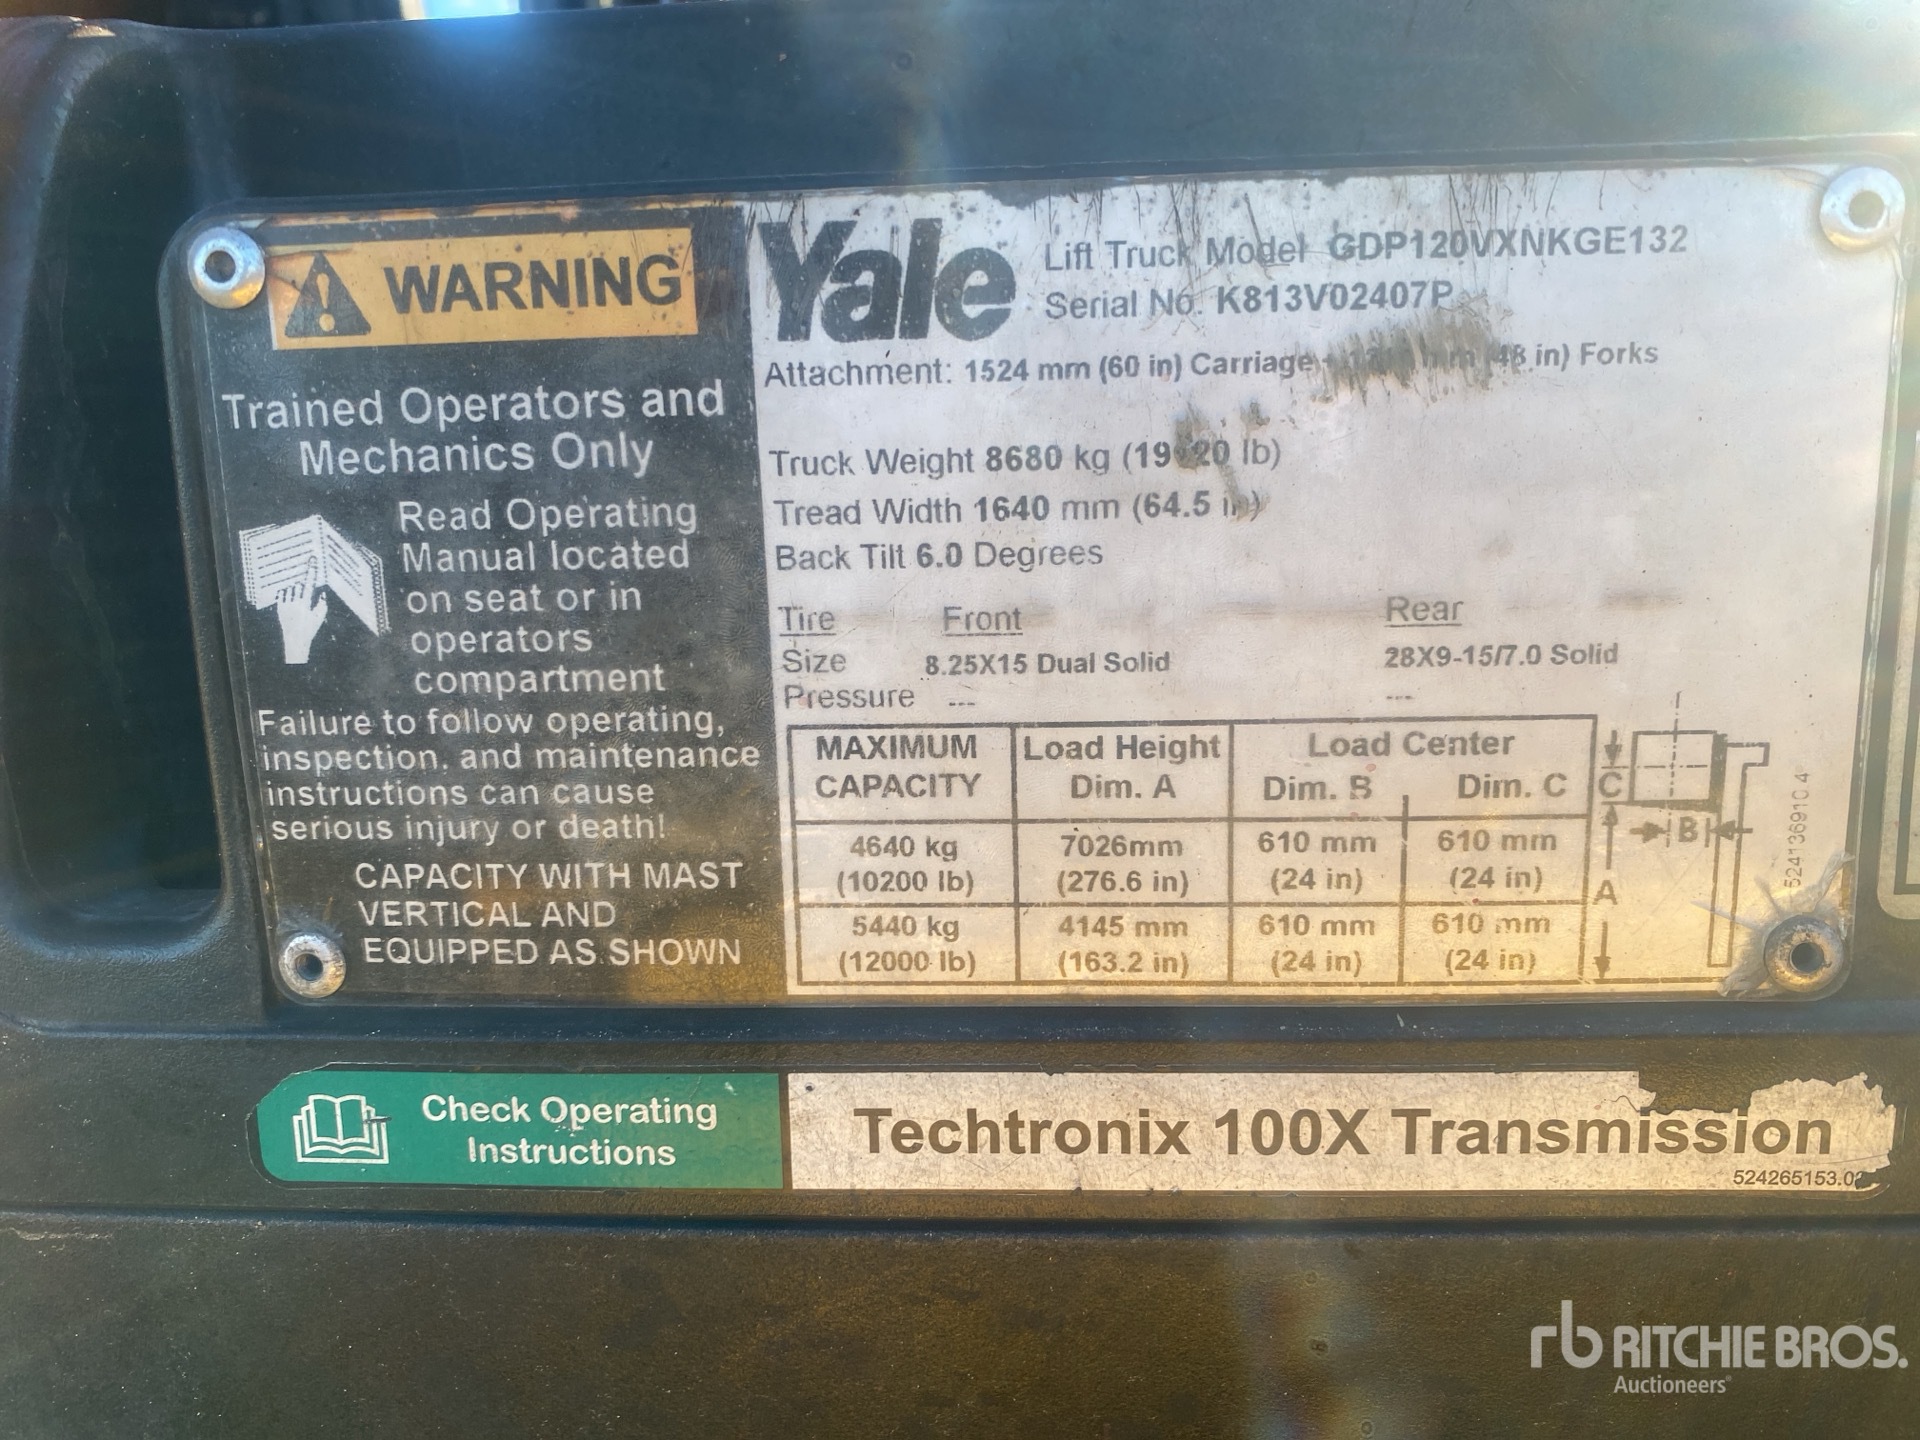 WARNING
Trained Operators and
Mechanics Only
Read Operating
Manual located
on seat or in
operators
compartment
Failure to follow operating,
inspection, and maintenance
instructions can cause
serious injury or death!
CAPACITY WITH MAST
VERTICAL AND
EQUIPPED AS SHOWN
Yale
Lift Truck Model GDP120VXNKGE132
Serial No. K813V02407P
Attachment: 1524 mm (60 in) Carriage (48 in) Forks
Truck Weight 8680 kg lb)
Tread Width 1640 mm (64.5 in)
Back Tilt 6.0 Degrees
Tire Front Rear
Size 8.25X15 Dual Solid 28X9-15/7.0 Solid
Pressure --- ---
MAXIMUM Load Height Load Center
CAPACITY Dim. A Dim. B Dim. C
4640 kg 7026mm 610 mm 610 mm
(10200 lb) (276.6 in) (24 in) (24 in)
5440 kg 4145 mm 610 mm 610 mm
(12000 lb) (163.2 in) (24 in) (24 in)
C
B
A
Check Operating
Instructions
Techtronix 100X Transmission
rb RITCHIE BROS.
Auctioneers